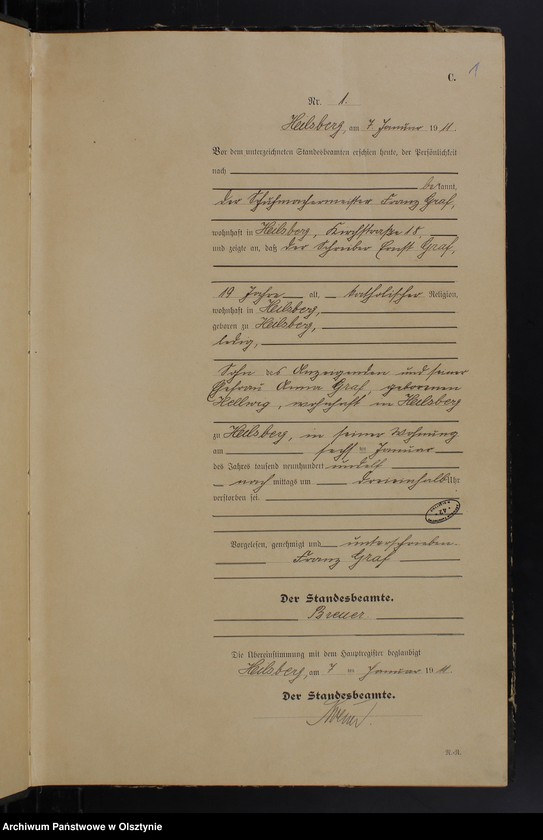 C. 1
Nr. 1.
Heilsberg, am 7. Januar 1911.
Vor dem unterzeichneten Standesbeamten erschien heute, der Persönlichkeit
nach
bekannt,
der Schuhmachermeister Franz Graf,
wohnhaft in Heilsberg, Kirchstraße 18,
und zeigte an, daß der Schreiber Ernst Graf,
19 Jahre alt, katholischer Religion,
wohnhaft in Heilsberg,
geboren zu Heilsberg,
ledig,
Sohn des Anzeigenden und seiner
Ehefrau Anna Graf, geborenen
Hellweg, wohnhaft in Heilsberg
zu Heilsberg, in seiner Wohnung
am sechsten Januar
des Jahres tausend neunhundert undelf
nachmittags um dreieinhalb Uhr
verstorben sei.
Vorgelesen, genehmigt und unterschrieben
Franz Graf
Der Standesbeamte.
Breuer
Die Übereinstimmung mit dem Hauptregister beglaubigt
Heilsberg, am 7ten Januar 1911
Der Standesbeamte.
Archiwum Państwowe w Olsztynie